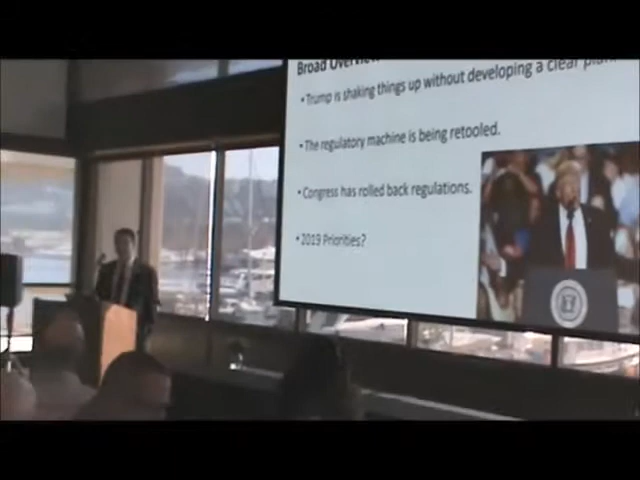 Broad Overview
• Trump is shaking things up without developing a clear plan
• The regulatory machine is being retooled.
• Congress has rolled back regulations.
• 2019 Priorities?